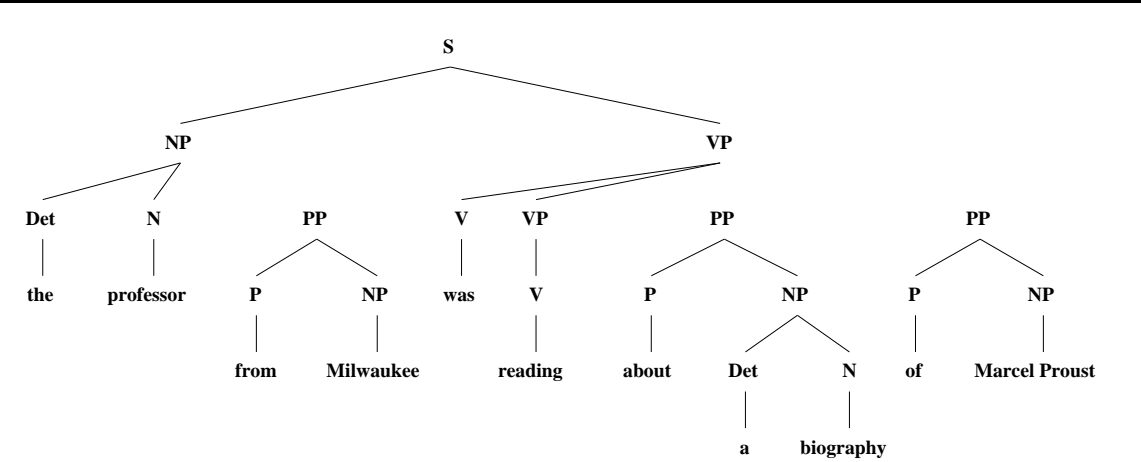 S
NP VP
Det N PP V VP PP PP
the professor P NP was V P NP P NP
from Milwaukee reading about Det N of Marcel Proust
a biography